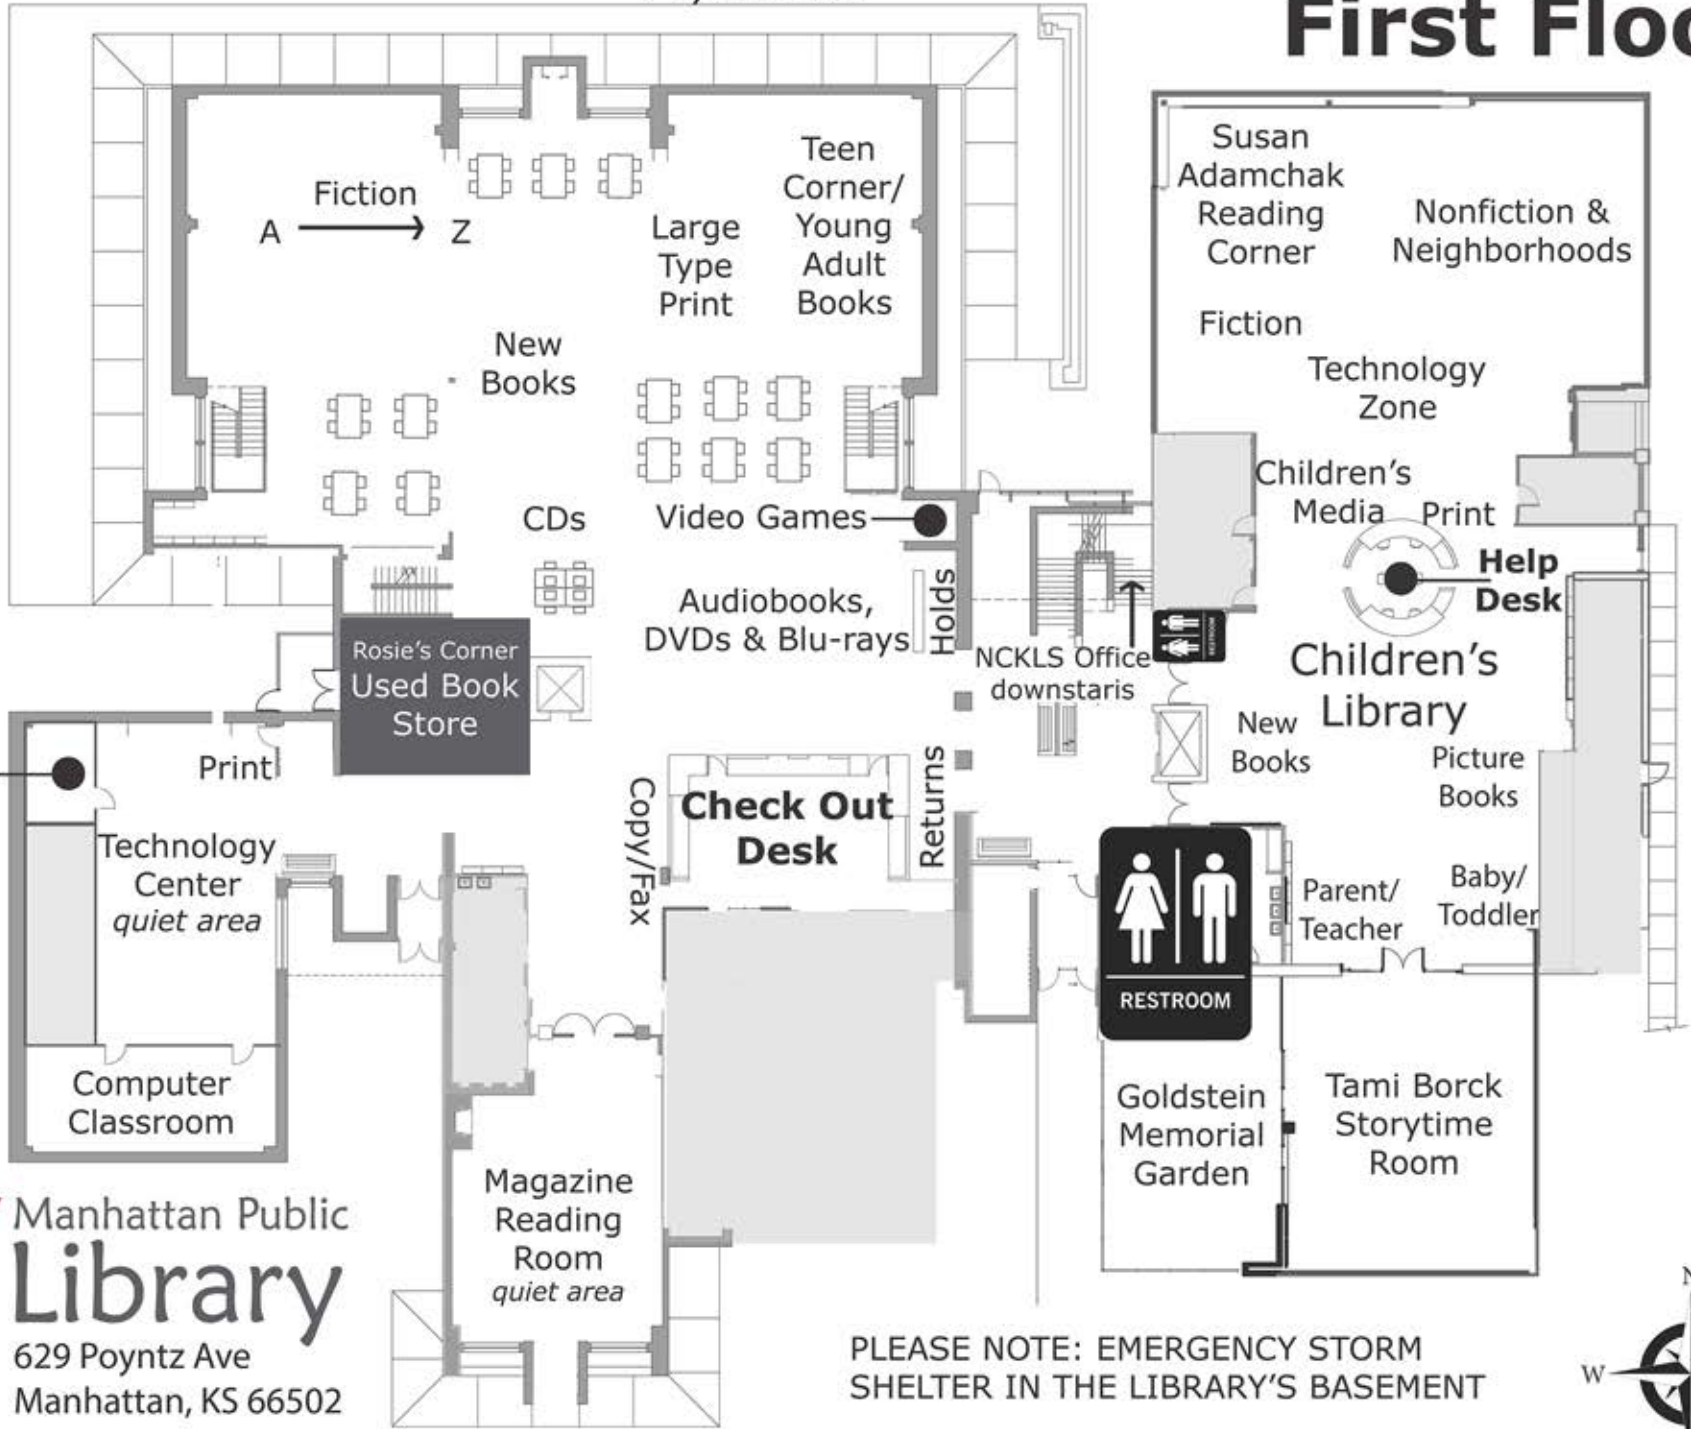 First Floo
Fiction
A
Z
Large
Type
Print
Teen
Corner/
Young
Adult
Books
New
Books
CDs
Video Games
Audiobooks,
DVDs & Blu-rays
Holds
Rosie's Corner
Used Book
Store
Print
Technology
Center
quiet area
Computer
Classroom
Copy/Fax
Check Out
Desk
Returns
Magazine
Reading
Room
quiet area
NCKLS Office
downstaris
Susan
Adamchak
Reading
Corner
Nonfiction &
Neighborhoods
Fiction
Technology
Zone
Children's
Media
Print
Help
Desk
RESTROOM
Children's
Library
New
Books
Picture
Books
Parent/
Teacher
Baby/
Toddler
RESTROOM
Goldstein
Memorial
Garden
Tami Borck
Storytime
Room
Manhattan Public
Library
629 Poyntz Ave
Manhattan, KS 66502
PLEASE NOTE: EMERGENCY STORM
SHELTER IN THE LIBRARY'S BASEMENT
N
W